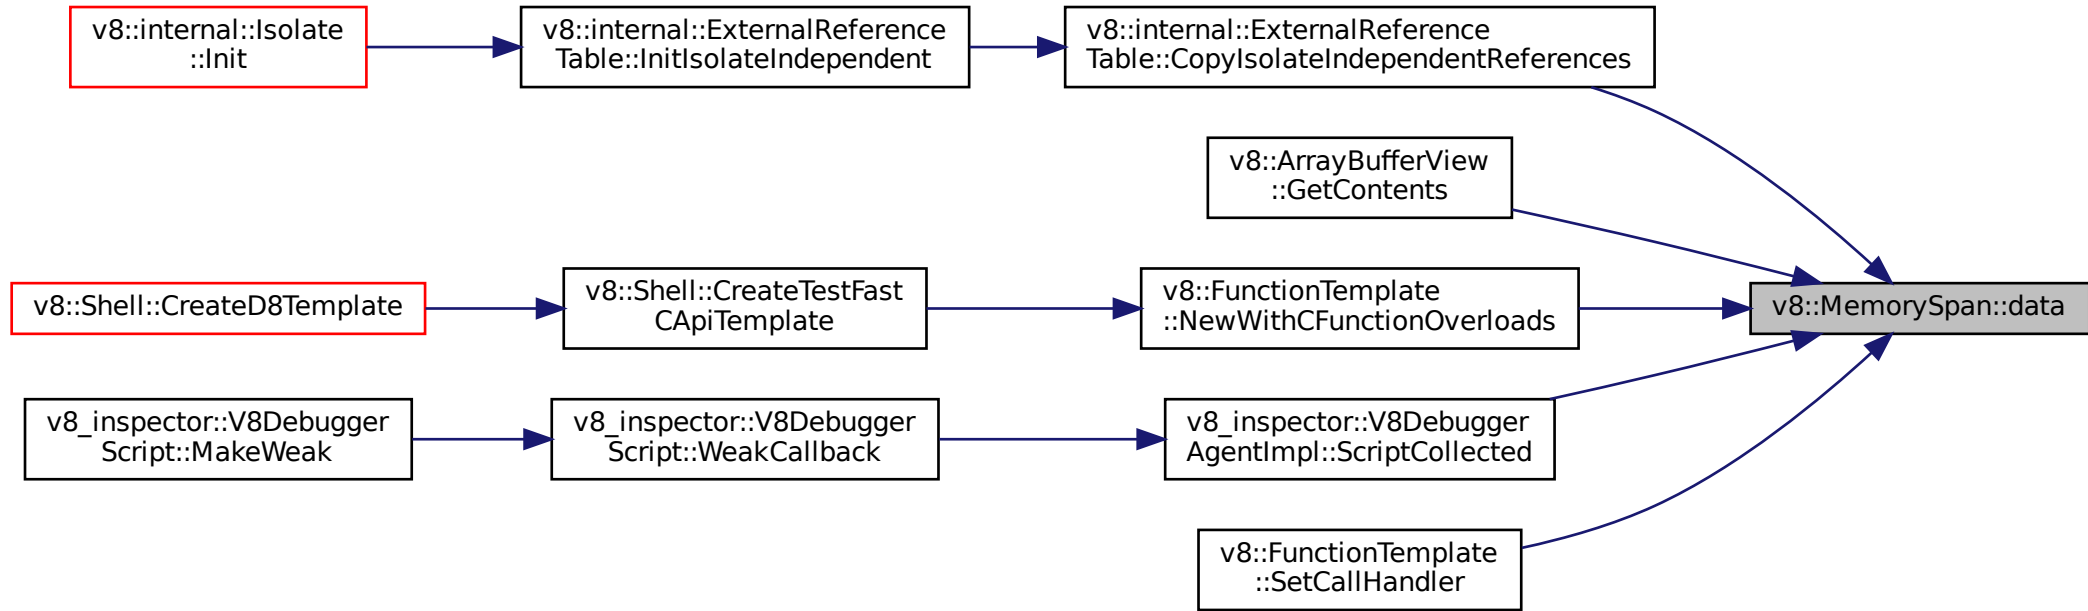 v8::internal::Isolate
::Init
v8::internal::ExternalReference
Table::InitIsolateIndependent
v8::internal::ExternalReference
Table::CopyIsolateIndependentReferences
v8::ArrayBufferView
::GetContents
v8::Shell::CreateD8Template
v8::Shell::CreateTestFast
CApiTemplate
v8::FunctionTemplate
::NewWithCFunctionOverloads
v8::MemorySpan::data
v8_inspector::V8Debugger
Script::MakeWeak
v8_inspector::V8Debugger
Script::WeakCallback
v8_inspector::V8Debugger
AgentImpl::ScriptCollected
v8::FunctionTemplate
::SetCallHandler